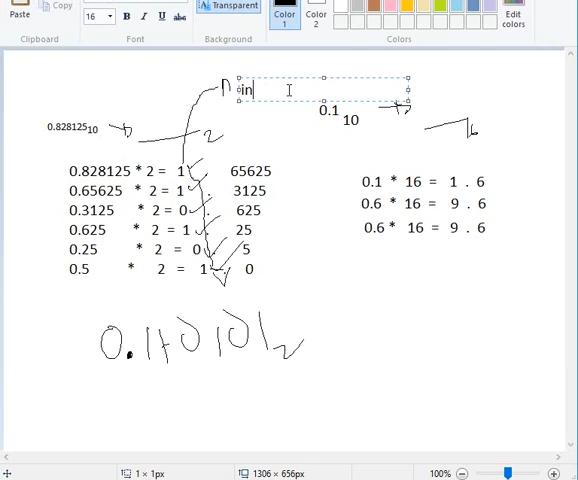 Paste
Copy
16
B I U abc
Transparent
Color
1
Color
2
Edit
colors
Clipboard
Font
Background
Colors
n in
0.1 10
0.828125 10
2
16
0.828125 * 2 = 1 . 65625
0.65625 * 2 = 1 . 3125
0.3125 * 2 = 0 . 625
0.625 * 2 = 1 . 25
0.25 * 2 = 0 . 5
0.5 * 2 = 1 . 0
0.1 * 16 = 1 . 6
0.6 * 16 = 9 . 6
0.6 * 16 = 9 . 6
0.110101 2
1 × 1px
1306 × 656px
100%